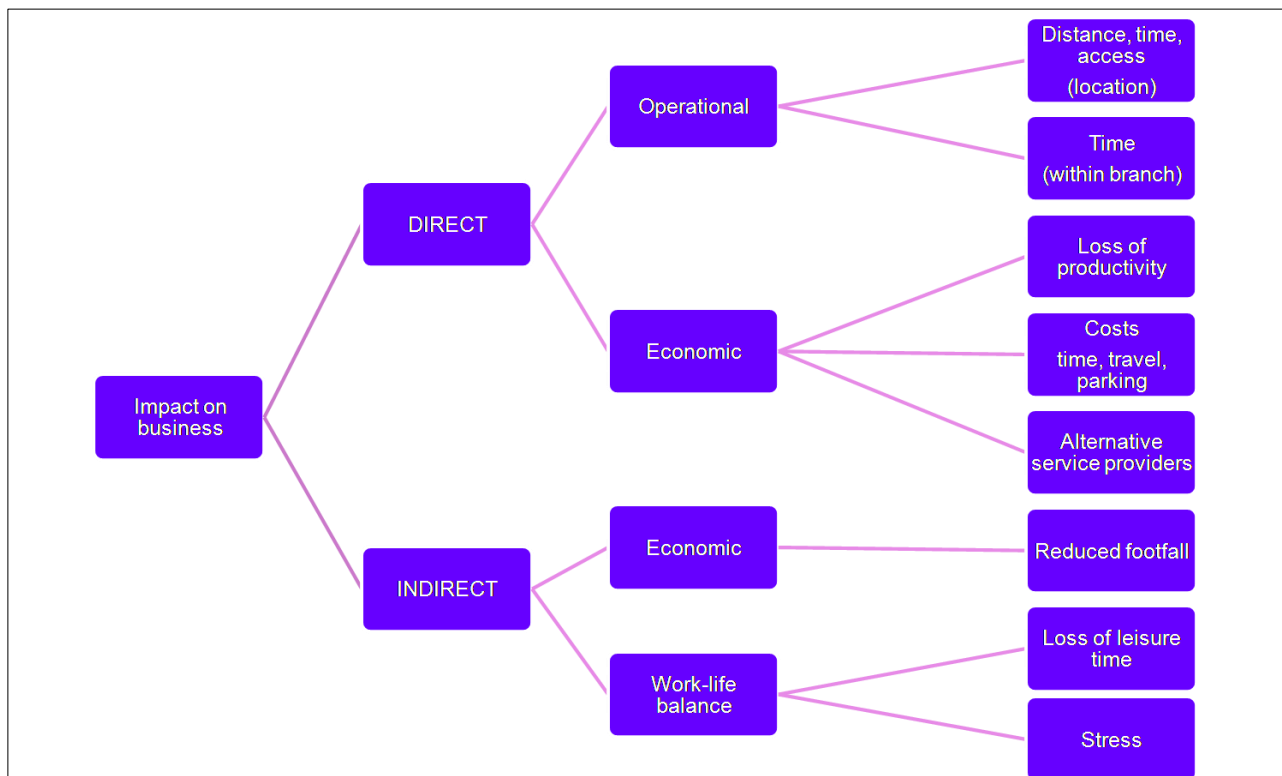 Impact on
business
DIRECT
INDIRECT
Operational
Economic
Economic
Work-life
balance
Distance, time,
access
(location)
Time
(within branch)
Loss of
productivity
Costs
time, travel,
parking
Alternative
service providers
Reduced footfall
Loss of leisure
time
Stress